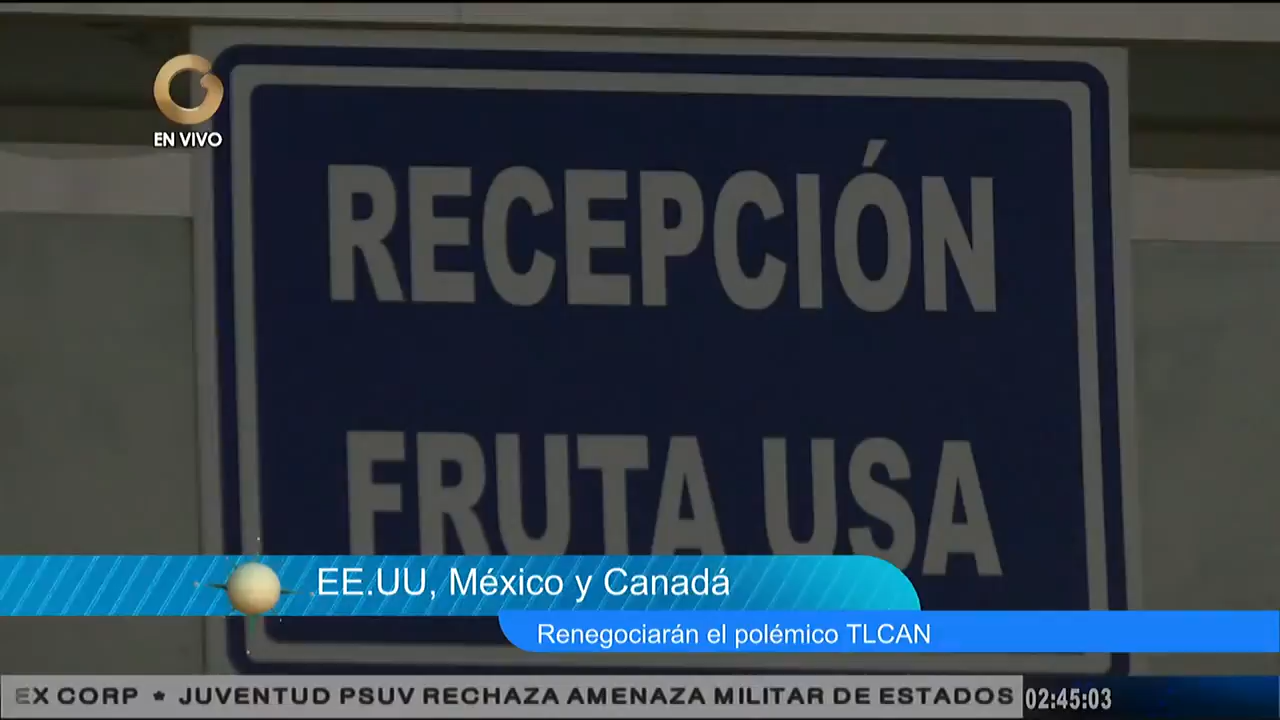 EN VIVO
RECEPCIÓN
FRUTA USA
EE.UU, México y Canadá
Renegociarán el polémico TLCAN
EX CORP * JUVENTUD PSUV RECHAZA AMENAZA MILITAR DE ESTADOS
02:45:03